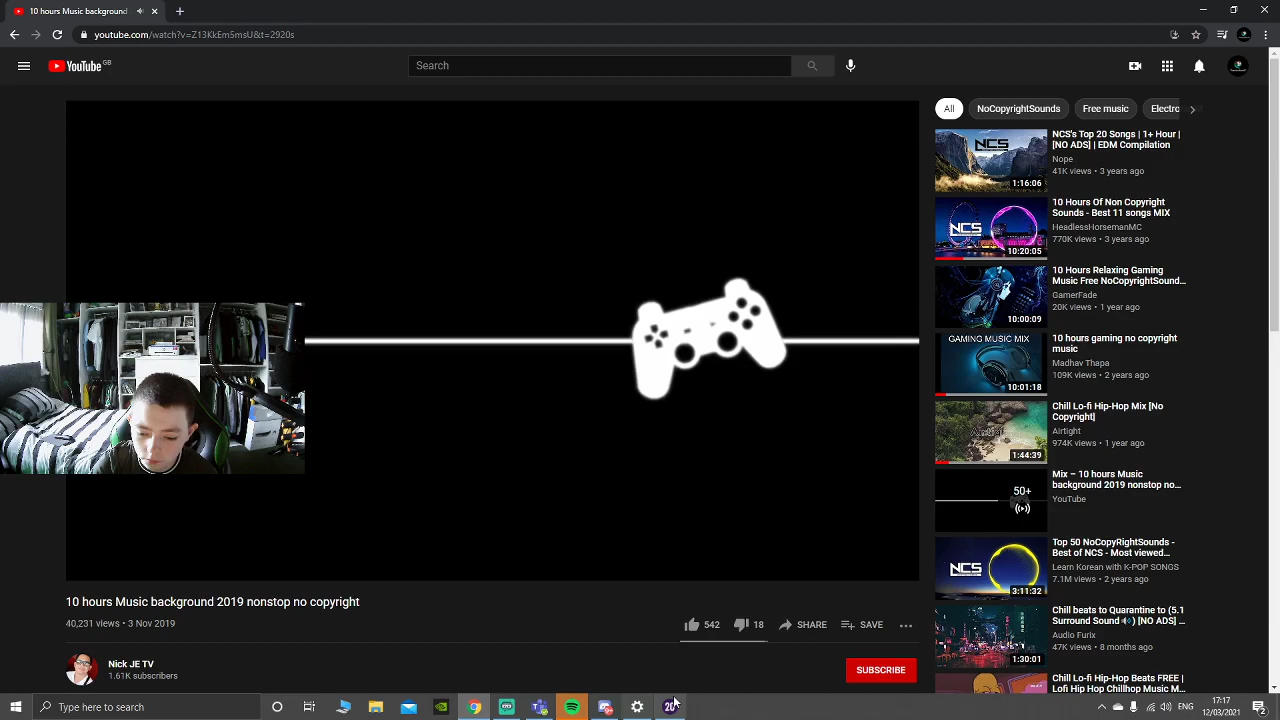 10 hours Music background
youtube.com/watch?v=Z13KkEm5msU&t=2920s
YouTube GB
Search
All
NoCopyrightSounds
Free music
Electro
NCS
1:16:06
NCS's Top 20 Songs | 1+ Hour |
[NO ADS] | EDM Compilation
Nope
41K views • 3 years ago
NCS
10:20:05
10 Hours Of Non Copyright
Sounds - Best 11 songs MIX
HeadlessHorsemanMC
770K views • 3 years ago
10:00:09
10 Hours Relaxing Gaming
Music Free NoCopyrightSound...
GamerFade
20K views • 1 year ago
GAMING MUSIC MIX
10:01:18
10 hours gaming no copyright
music
Madhav Thapa
109K views • 2 years ago
1:44:39
Chill Lo-fi Hip-Hop Mix [No
Copyright]
Airtight
974K views • 1 year ago
50+
Mix – 10 hours Music
background 2019 nonstop no...
YouTube
NCS
3:11:32
Top 50 NoCopyRightSounds -
Best of NCS - Most viewed...
Learn Korean with K-POP SONGS
7.1M views • 2 years ago
1:30:01
Chill beats to Quarantine to (5.1
Surround Sound🔊) [NO ADS] ...
Audio Furix
47K views • 8 months ago
Chill Lo-fi Hip-Hop Beats FREE |
Lofi Hip Hop Chillhop Music M...
10 hours Music background 2019 nonstop no copyright
40,231 views • 3 Nov 2019
542
18
SHARE
SAVE
Nick JE TV
1.61K subscribers
SUBSCRIBE
Type here to search
17:17
12/03/2021